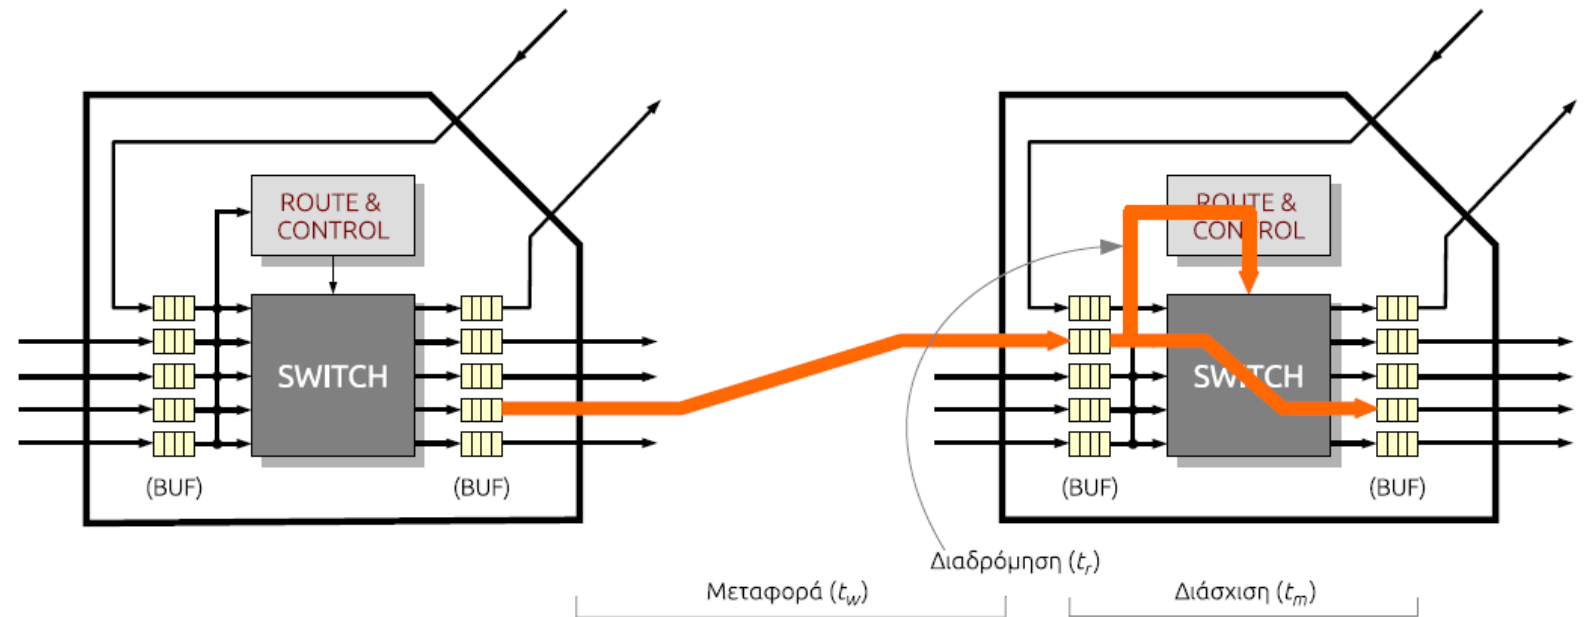 ROUTE &
CONTROL
SWITCH
(BUF)
(BUF)
ROUTE &
CONTROL
SWITCH
(BUF)
(BUF)
Διαδρόμηση (tr)
Μεταφορά (tw)
Διάσχιση (tm)